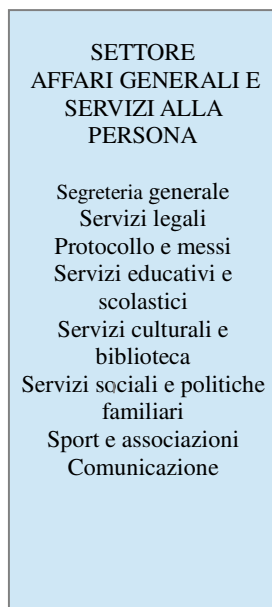 SETTORE
AFFARI GENERALI E
SERVIZI ALLA
PERSONA
Segreteria generale
Servizi legali
Protocollo e messi
Servizi educativi e
scolastici
Servizi culturali e
biblioteca
Servizi sociali e politiche
familiari
Sport e associazioni
Comunicazione